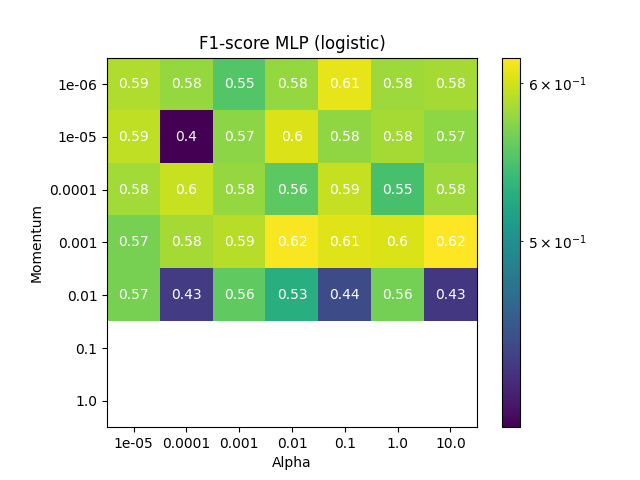 F1-score MLP (logistic)
1e-06 0.59 0.58 0.55 0.58 0.61 0.58 0.58
1e-05 0.59 0.4 0.57 0.6 0.58 0.58 0.57
0.0001 0.58 0.6 0.58 0.56 0.59 0.55 0.58
0.001 0.57 0.58 0.59 0.62 0.61 0.6 0.62
0.01 0.57 0.43 0.56 0.53 0.44 0.56 0.43
0.1
1.0
1e-05 0.0001 0.001 0.01 0.1 1.0 10.0
Alpha
Momentum
6 × 10⁻¹
5 × 10⁻¹